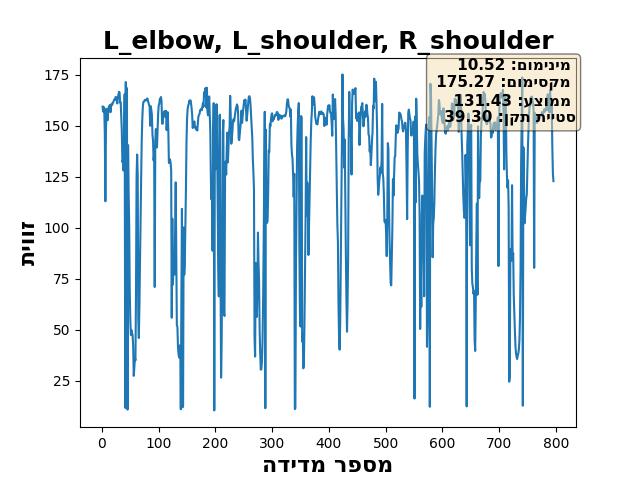 L_elbow, L_shoulder, R_shoulder
מינימום: 10.52
מקסימום: 175.27
ממוצע: 131.43
סטיית תקן: 39.30
175
150
125
100
75
50
25
זווית
0 100 200 300 400 500 600 700 800
מספר מדידה